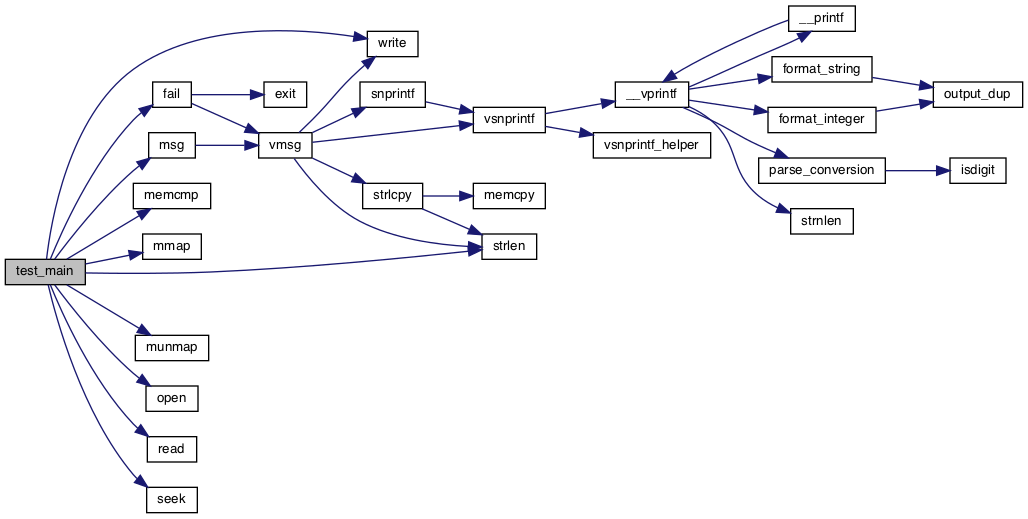 __printf
write
format_string
fail
exit
snprintf
__vprintf
output_dup
vsnprintf
format_integer
msg
vmsg
vsnprintf_helper
parse_conversion
isdigit
memcmp
strlcpy
memcpy
strnlen
mmap
strlen
test_main
munmap
open
read
seek